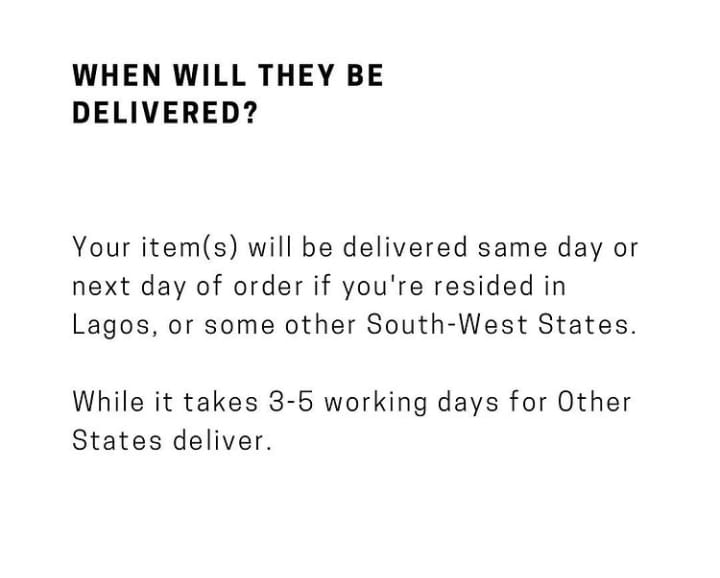 WHEN WILL THEY BE
DELIVERED?
Your item(s) will be delivered same day or
next day of order if you're resided in
Lagos, or some other South-West States.
While it takes 3-5 working days for Other
States deliver.